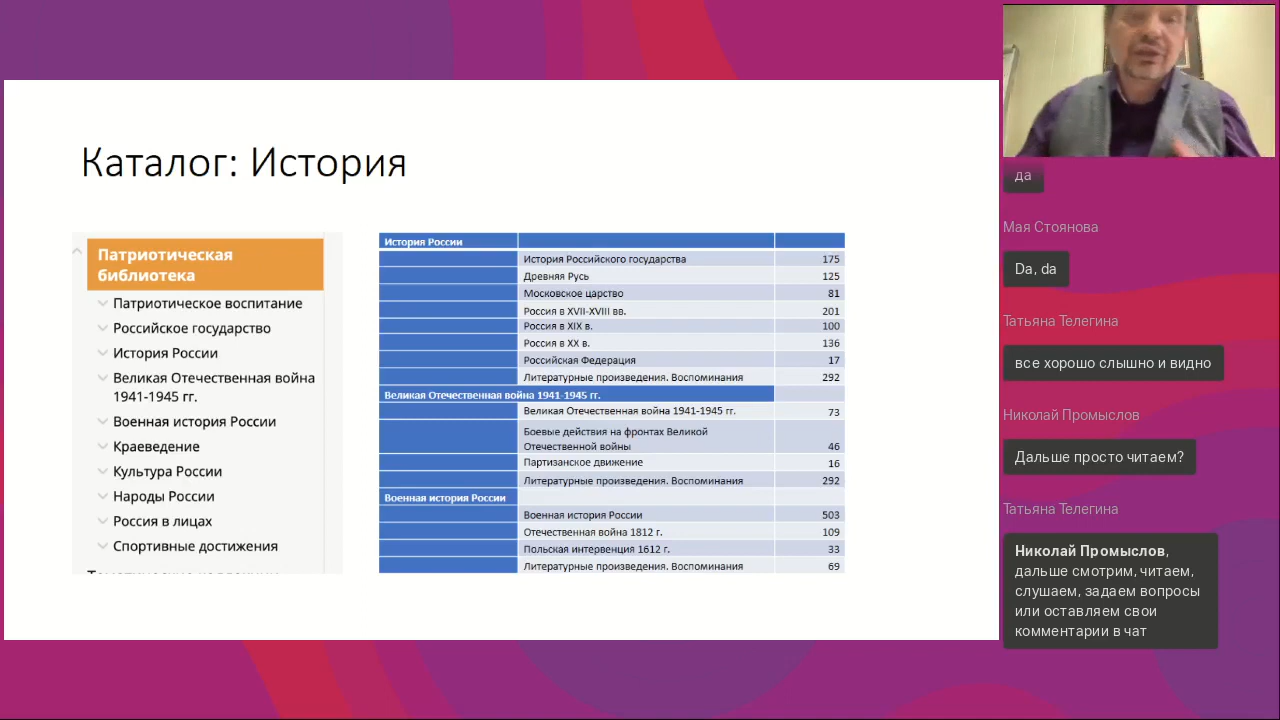 Каталог: История
Патриотическая
библиотека
Патриотическое воспитание
Российское государство
История России
Великая Отечественная война
1941-1945 гг.
Военная история России
Краеведение
Культура России
Народы России
Россия в лицах
Спортивные достижения
История России
История Российского государства 175
Древняя Русь 125
Московское царство 81
Россия в XVII-XVIII вв. 201
Россия в XIX в. 100
Россия в XX в. 136
Российская Федерация 17
Литературные произведения. Воспоминания 292
Великая Отечественная война 1941-1945 гг.
Великая Отечественная война 1941-1945 гг. 73
Боевые действия на фронтах Великой
Отечественной войны 46
Партизанское движение 16
Литературные произведения. Воспоминания 292
Военная история России
Военная история России 503
Отечественная война 1812 г. 109
Польская интервенция 1612 г. 33
Литературные произведения. Воспоминания 69
да
Мая Стоянова
Da, da
Татьяна Телегина
все хорошо слышно и видно
Николай Промыслов
Дальше просто читаем?
Татьяна Телегина
Николай Промыслов,
дальше смотрим, читаем,
слушаем, задаем вопросы
или оставляем свои
комментарии в чат